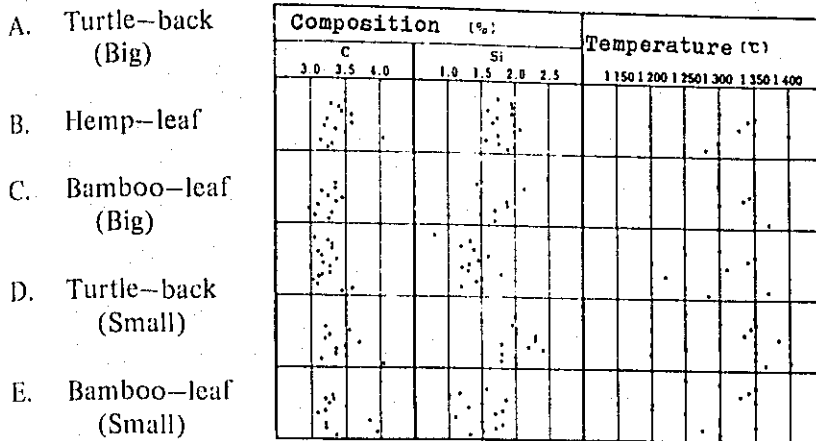 A. Turtle–back
(Big)
B. Hemp–leaf
C. Bamboo–leaf
(Big)
D. Turtle–back
(Small)
E. Bamboo–leaf
(Small)
Composition (%)
C
Si
3.0 3.5 4.0
1.0 1.5 2.0 2.5
Temperature (℃)
1150 1200 1250 1300 1350 1400